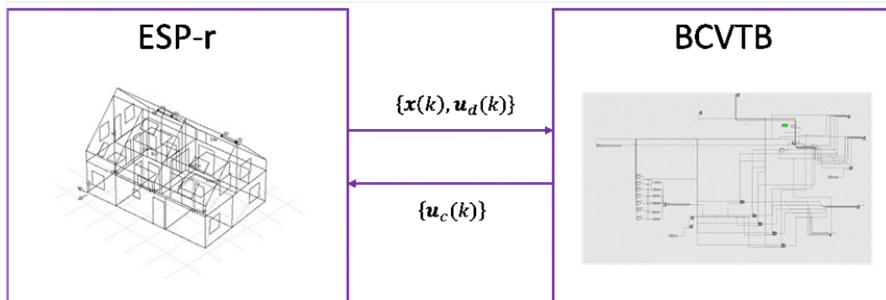 ESP-r
BCVTB
{x(k), u_d(k)}
{u_c(k)}